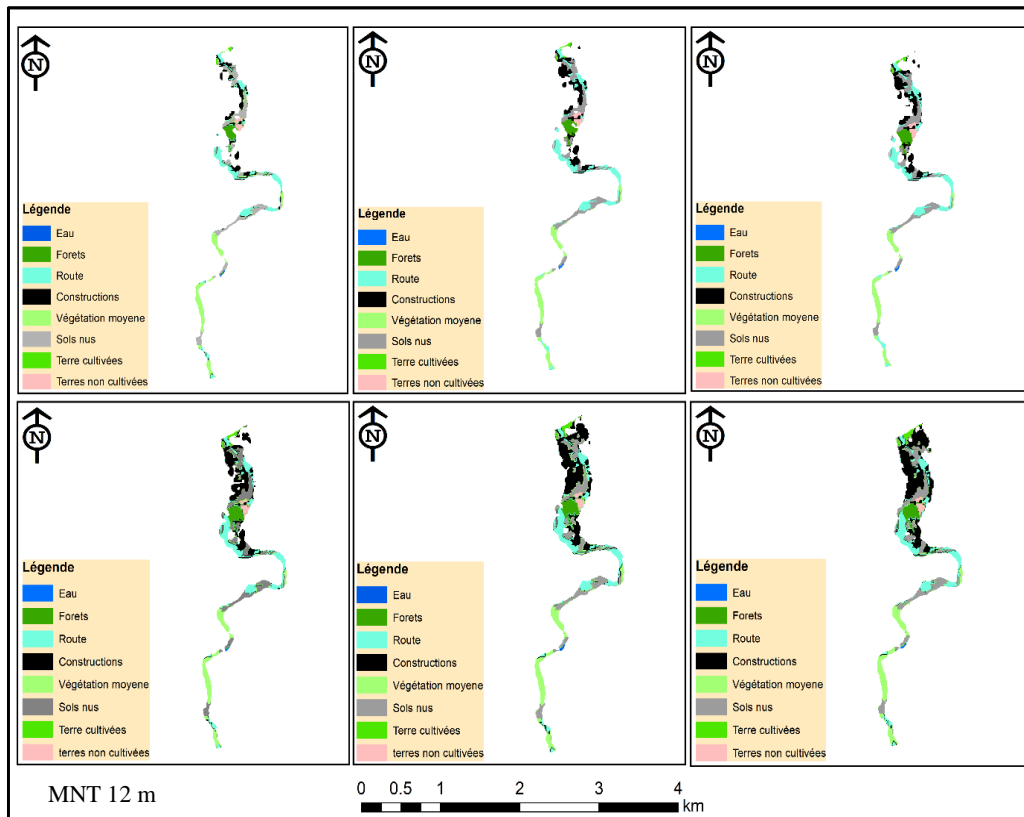 N
Légende
Eau
Forets
Route
Constructions
Végétation moyene
Sols nus
Terre cultivées
Terres non cultivées
N
Légende
Eau
Forets
Route
Constructions
Végétation moyene
Sols nus
Terre cultivées
Terres non cultivées
N
Légende
Eau
Forets
Route
Constructions
Végétation moyene
Sols nus
Terre cultivées
Terres non cultivées
N
Légende
Eau
Forets
Route
Constructions
Végétation moyene
Sols nus
Terre cultivées
terres non cultivées
N
Légende
Eau
Forets
Route
Constructions
Végétation moyene
Sols nus
Terre cultivées
terres non cultivées
N
Légende
Eau
Forets
Route
Constructions
Végétation moyene
Sols nus
Terre cultivées
Terres non cultivées
MNT 12 m
0 0.5 1 2 3 4
km